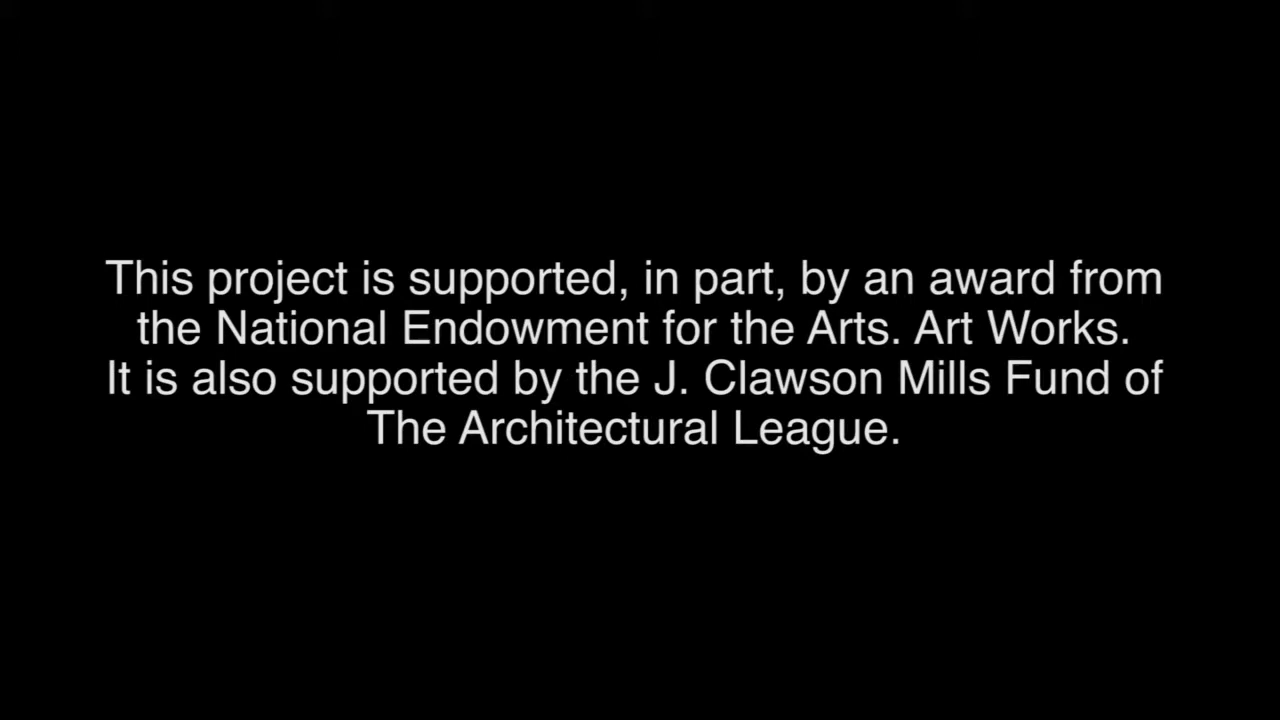 This project is supported, in part, by an award from
the National Endowment for the Arts. Art Works.
It is also supported by the J. Clawson Mills Fund of
The Architectural League.